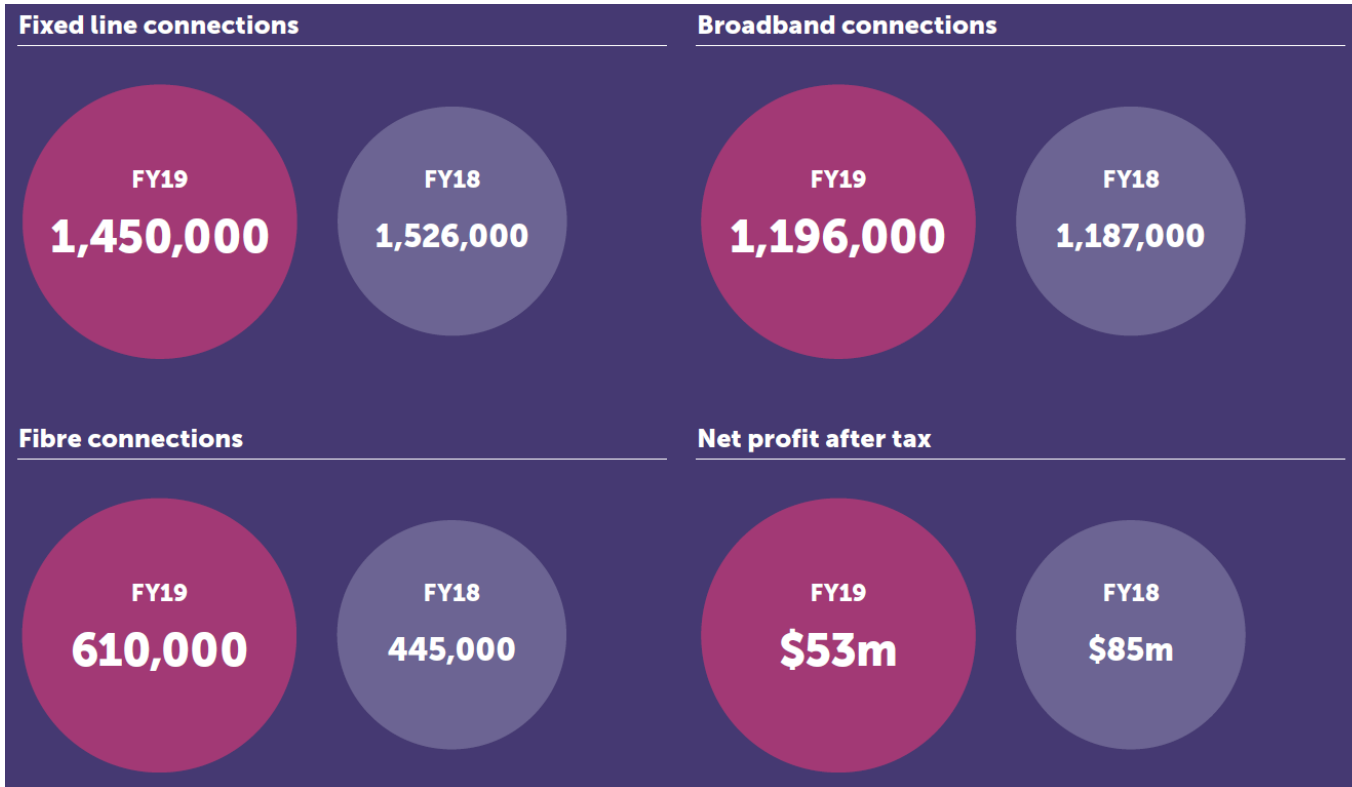 Fixed line connections
FY19
1,450,000
FY18
1,526,000
Broadband connections
FY19
1,196,000
FY18
1,187,000
Fibre connections
FY19
610,000
FY18
445,000
Net profit after tax
FY19
$53m
FY18
$85m